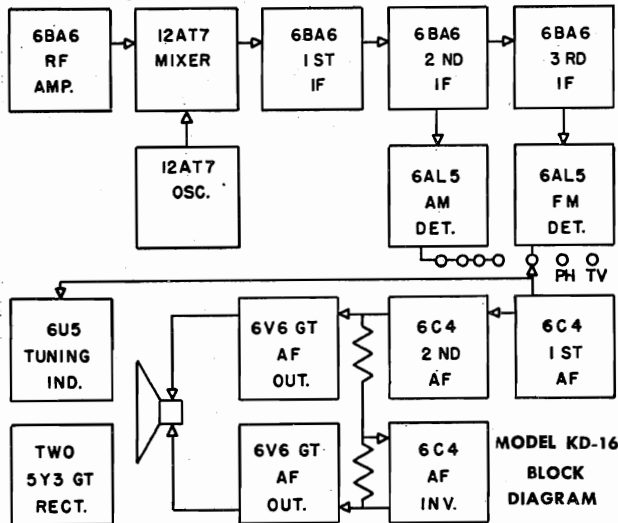 6BA6
RF
AMP.
12AT7
MIXER
6BA6
1 ST
IF
6BA6
2 ND
IF
6BA6
3 RD
IF
12AT7
OSC.
6AL5
AM
DET.
6AL5
FM
DET.
PH TV
6U5
TUNING
IND.
6V6 GT
AF
OUT.
6C4
2 ND
AF
6C4
1 ST
AF
TWO
5Y3 GT
RECT.
6V6 GT
AF
OUT.
6C4
AF
INV.
MODEL KD-16
BLOCK
DIAGRAM